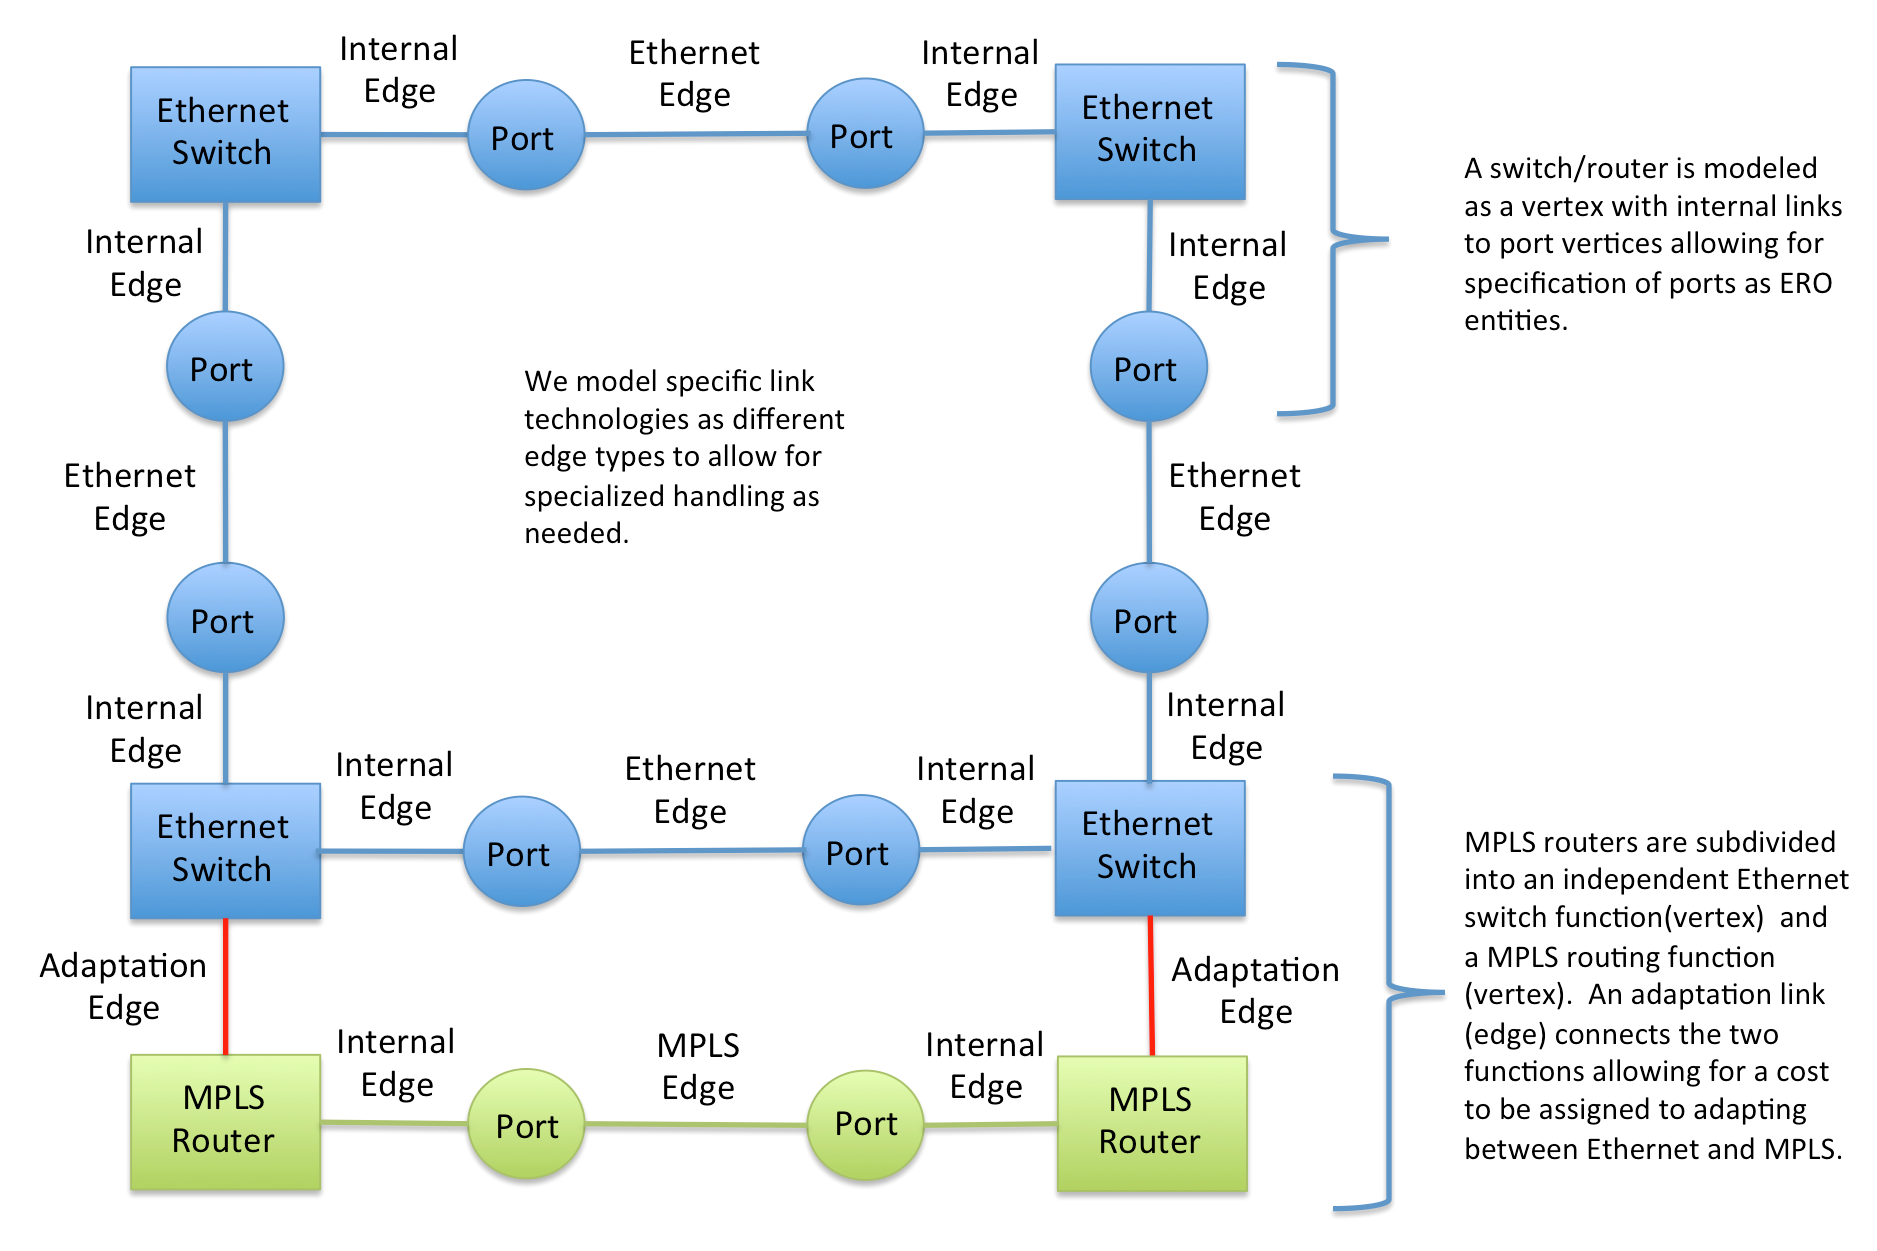 Internal
Edge
Ethernet
Edge
Internal
Edge
Ethernet
Switch
Port
Port
Ethernet
Switch
A switch/router is modeled
as a vertex with internal links
to port vertices allowing for
specification of ports as ERO
entities.
Internal
Edge
Internal
Edge
Port
Port
We model specific link
technologies as different
edge types to allow for
specialized handling as
needed.
Ethernet
Edge
Ethernet
Edge
Port
Port
Internal
Edge
Internal
Edge
Internal
Edge
Ethernet
Edge
Internal
Edge
Ethernet
Switch
Port
Port
Ethernet
Switch
MPLS routers are subdivided
into an independent Ethernet
switch function(vertex)  and
a MPLS routing function
(vertex).  An adaptation link
(edge) connects the two
functions allowing for a cost
to be assigned to adapting
between Ethernet and MPLS.
Adaptation
Edge
Adaptation
Edge
Internal
Edge
MPLS
Edge
Internal
Edge
MPLS
Router
Port
Port
MPLS
Router